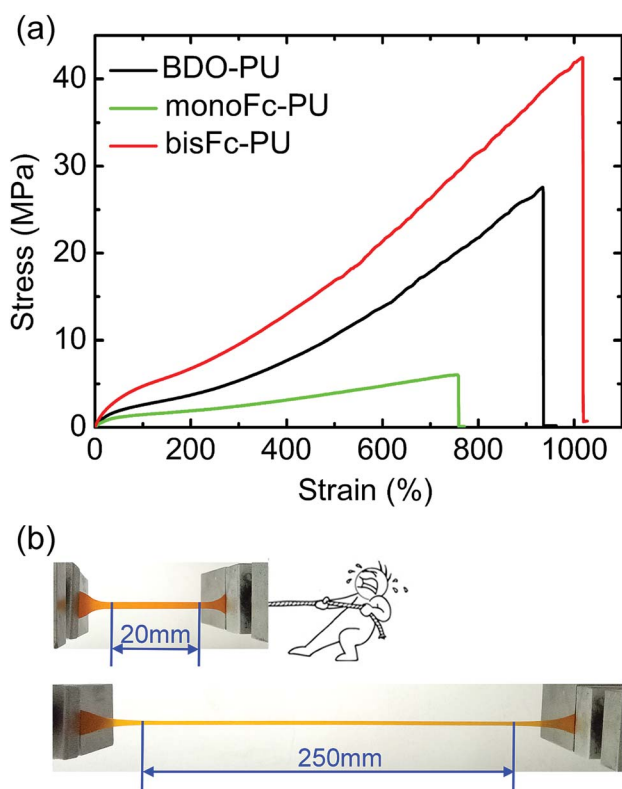 (a)
40
30
20
10
0
Stress (MPa)
BDO-PU
monoFc-PU
bisFc-PU
0 200 400 600 800 1000
Strain (%)
(b)
20mm
250mm